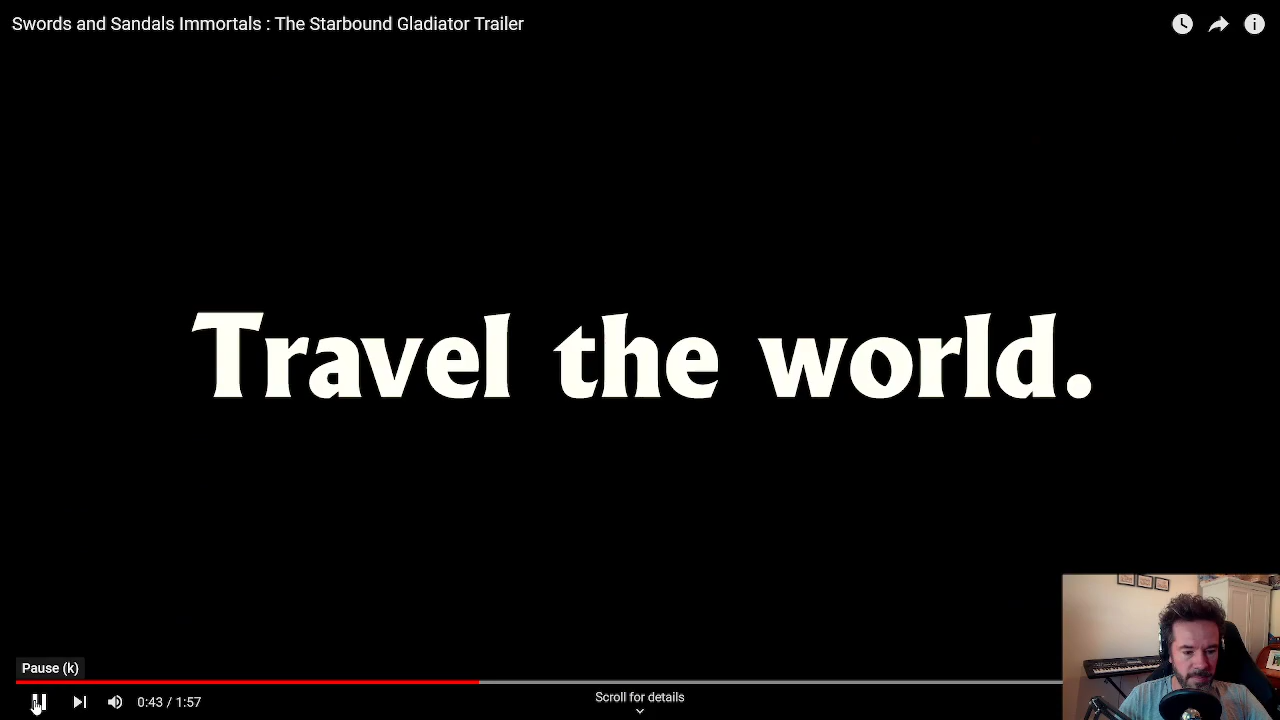 Swords and Sandals Immortals : The Starbound Gladiator Trailer
Travel the world.
Pause (k)
0:43 / 1:57
Scroll for details